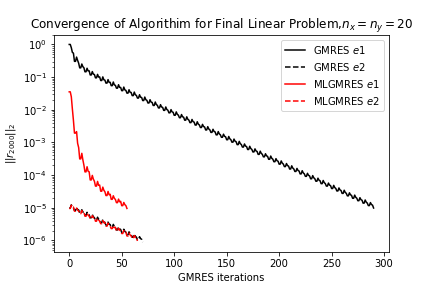 Convergence of Algorithim for Final Linear Problem,$n_x = n_y = 20$
GMRES e1
GMRES e2
MLGMRES e1
MLGMRES e2
$||r_{2000}||_2$
$10^0$
$10^{-1}$
$10^{-2}$
$10^{-3}$
$10^{-4}$
$10^{-5}$
$10^{-6}$
0 50 100 150 200 250 300
GMRES iterations